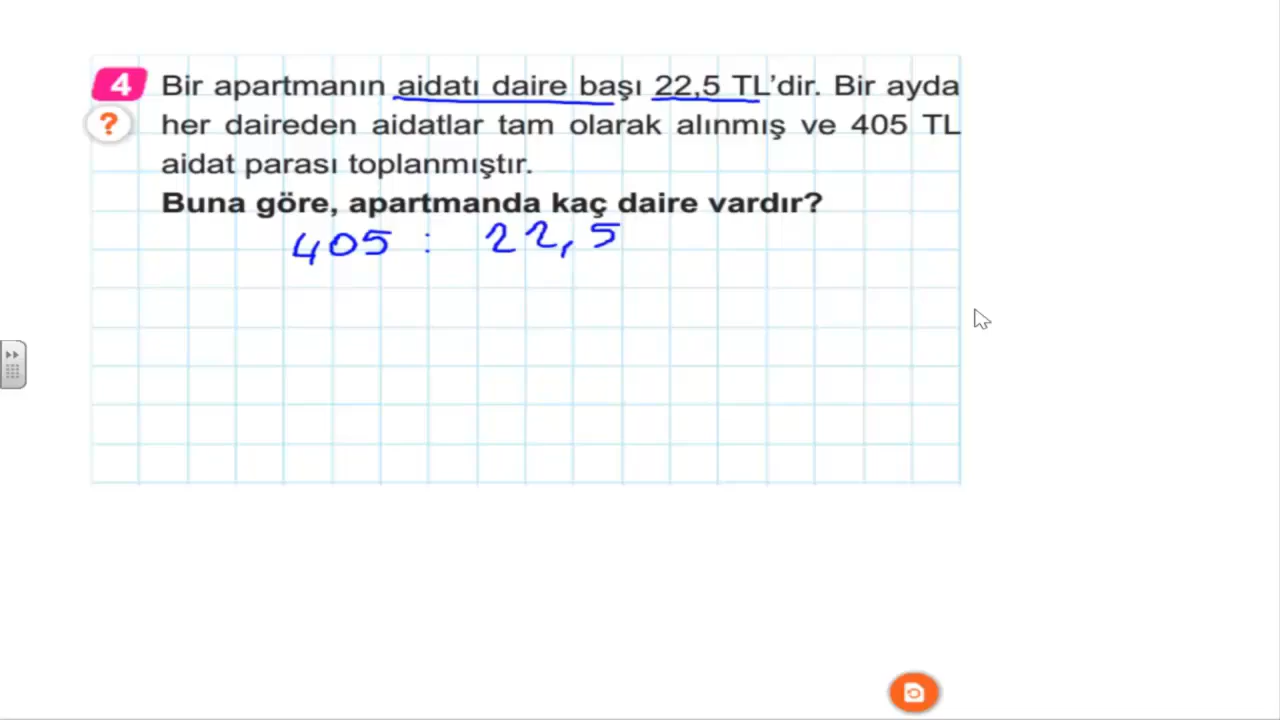 4 Bir apartmanın aidatı daire başı 22,5 TL'dir. Bir ayda
? her daireden aidatlar tam olarak alınmış ve 405 TL
aidat parası toplanmıştır.
Buna göre, apartmanda kaç daire vardır?
405 : 22,5